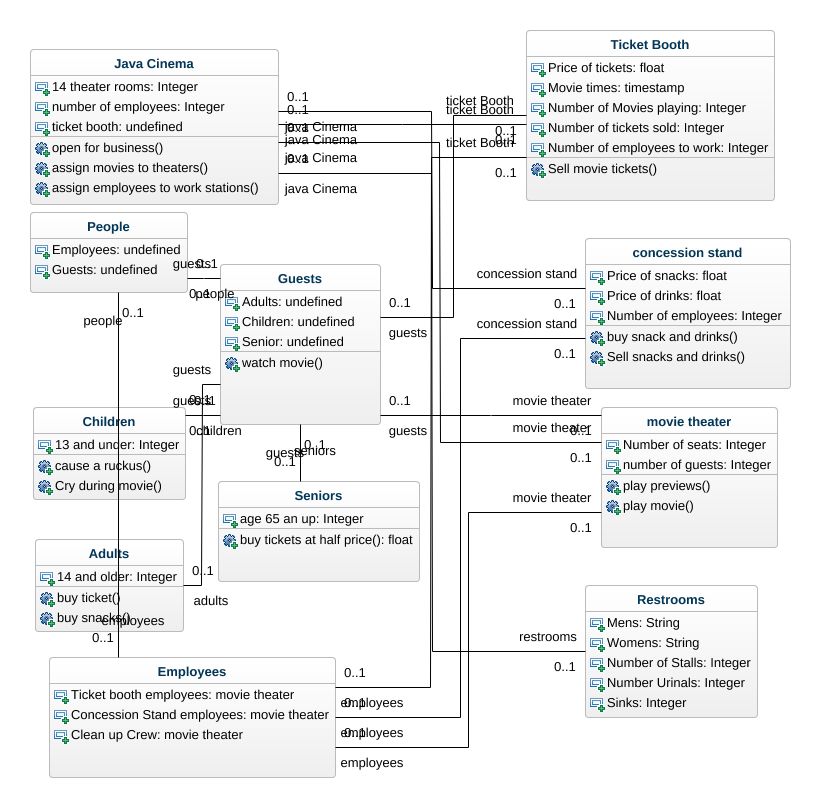 Java Cinema
14 theater rooms: Integer
number of employees: Integer
ticket booth: undefined
open for business()
assign movies to theaters()
assign employees to work stations()
0..1
0..1
0..1
java Cinema
java Cinema
0..1
java Cinema
java Cinema
ticket Booth
ticket Booth
0..1
0..1
ticket Booth
0..1
Ticket Booth
Price of tickets: float
Movie times: timestamp
Number of Movies playing: Integer
Number of tickets sold: Integer
Number of employees to work: Integer
Sell movie tickets()
People
Employees: undefined
Guests: undefined
guests
0..1
0..1
people
people
0..1
Guests
Adults: undefined
Children: undefined
Senior: undefined
watch movie()
0..1
guests
concession stand
0..1
concession stand
0..1
concession stand
Price of snacks: float
Price of drinks: float
Number of employees: Integer
buy snack and drinks()
Sell snacks and drinks()
guests
guests
0..1
0..1
0..1
children
0..1
guests
Children
13 and under: Integer
cause a ruckus()
Cry during movie()
0..1
guests
seniors
0..1
movie theater
movie theater
0..1
0..1
movie theater
0..1
movie theater
Number of seats: Integer
number of guests: Integer
play previews()
play movie()
Seniors
age 65 an up: Integer
buy tickets at half price(): float
Adults
14 and older: Integer
buy ticket()
buy snacks()
0..1
adults
employees
0..1
Restrooms
Mens: String
Womens: String
Number of Stalls: Integer
Number Urinals: Integer
Sinks: Integer
restrooms
0..1
Employees
Ticket booth employees: movie theater
Concession Stand employees: movie theater
Clean up Crew: movie theater
0..1
employees
0..1
employees
0..1
employees